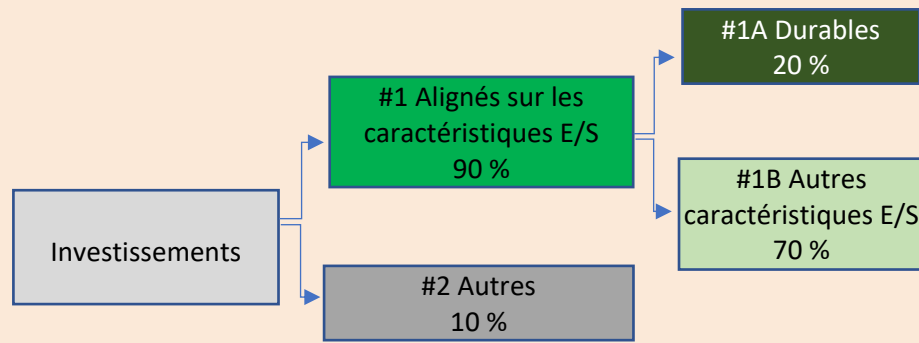 Investissements
#1 Alignés sur les
caractéristiques E/S
90 %
#2 Autres
10 %
#1A Durables
20 %
#1B Autres
caractéristiques E/S
70 %